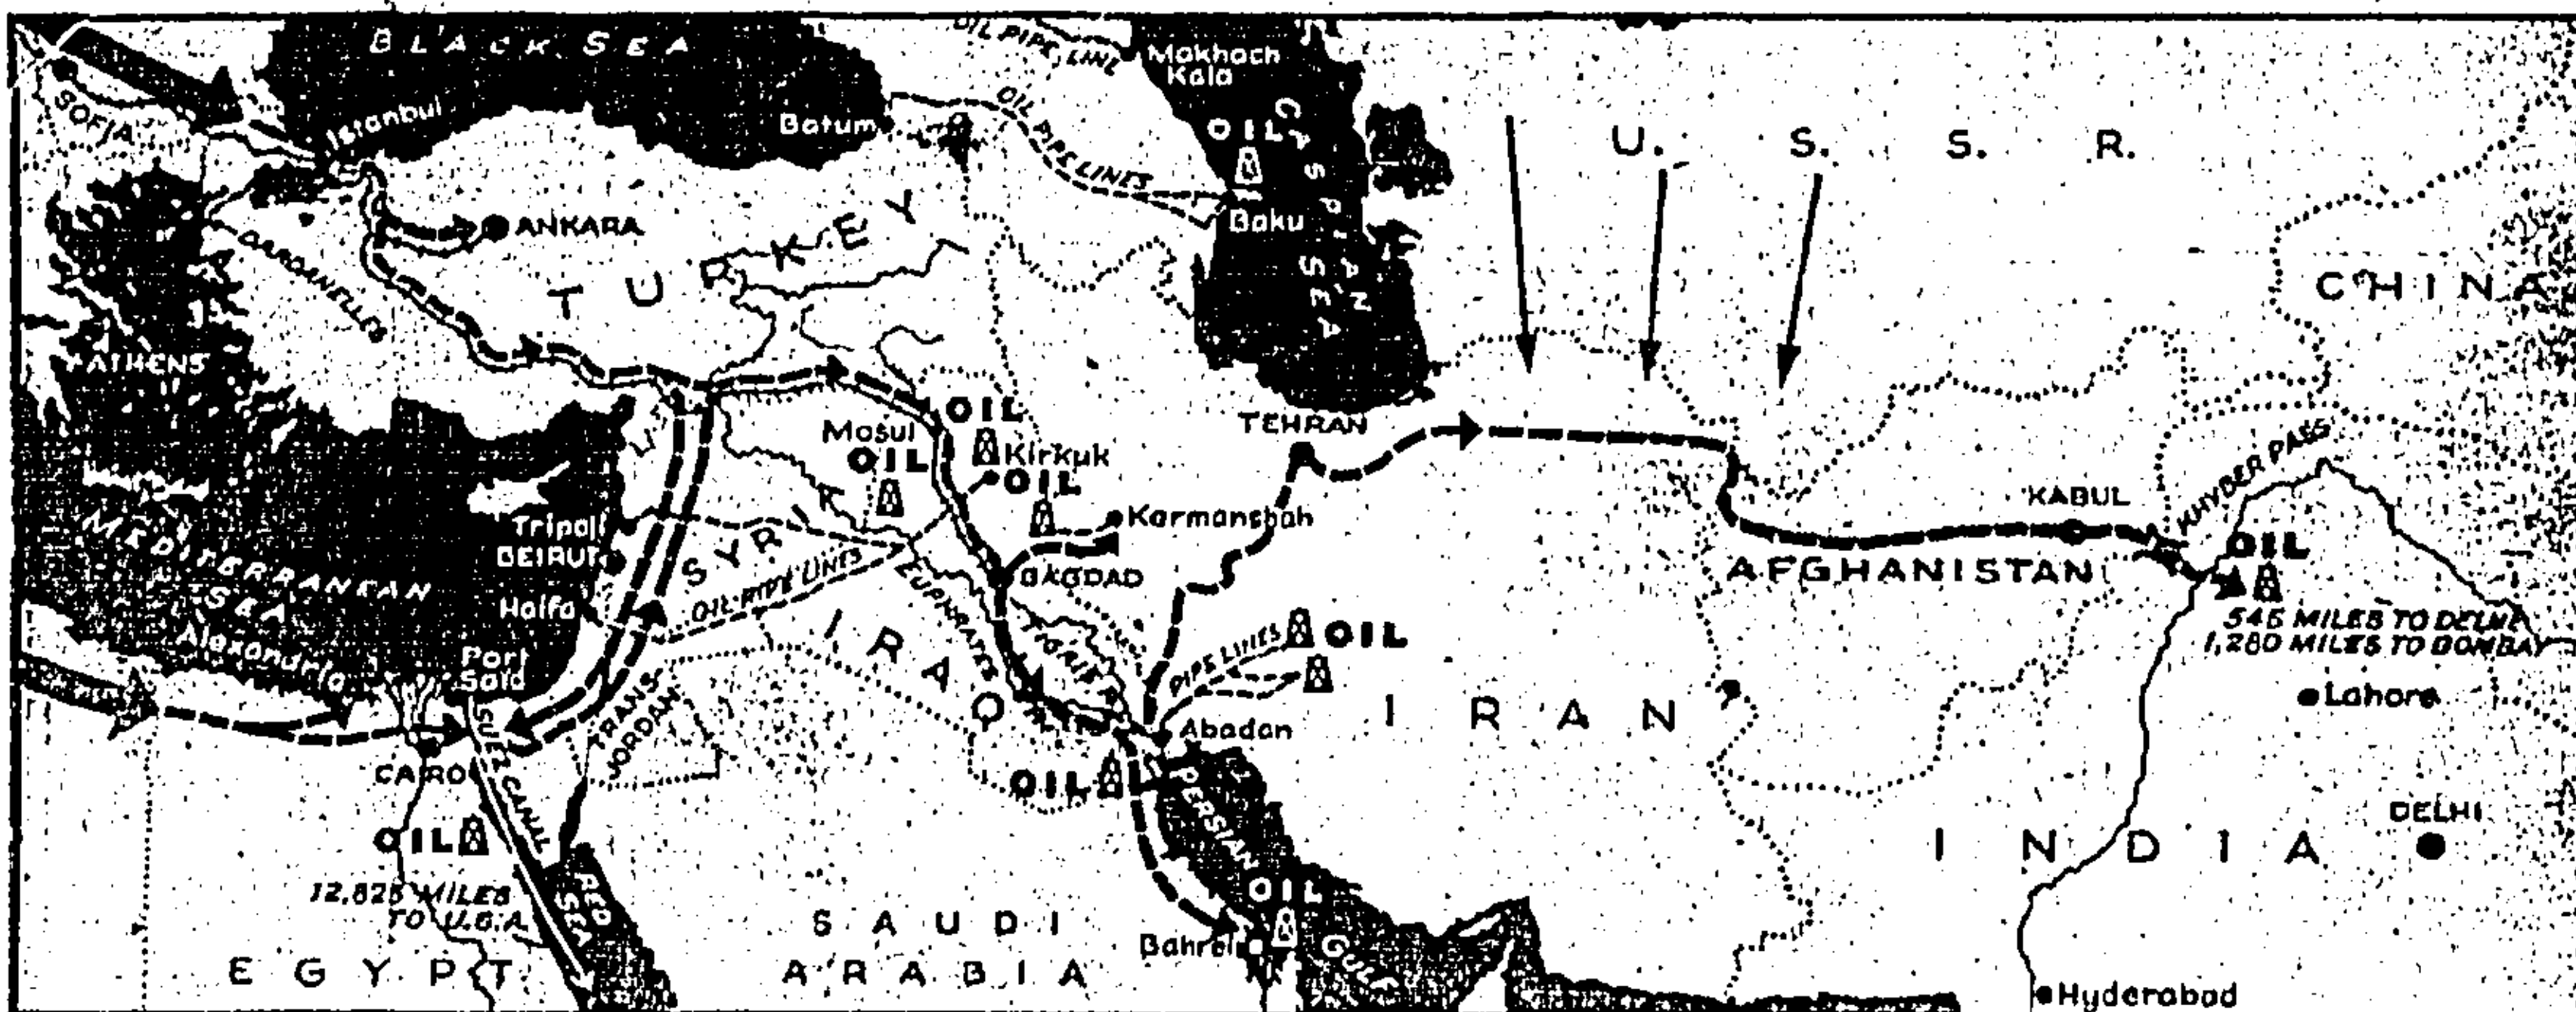 BLACK SEA
OIL PIPE LINE
Makhach
Kala
SOFIA
Istanbul
Batum
OIL PIPE LINES
OIL
CASPIAN
SEA
Baku
U. S. S. R.
ANKARA
DARDANELLES
TURKEY
CHINA
ATHENS
OIL
Mosul
OIL
Kirkuk
OIL
TEHRAN
KHYBER PASS
KABUL
Karmanshah
Tripoli
BEIRUT
SYR
OIL PIPE LINES
BAGDAD
AFGHANISTAN
OIL
MEDITERRANEAN
SEA
Haifa
EUPHRATES
TIGRIS
545 MILES TO DELHI
1,280 MILES TO BOMBAY
Alexandria
Port
Said
IRAQ
PIPE LINES
OIL
Lahore
TRANS
JORDAN
IRAN
Abadan
SUEZ CANAL
CAIRO
OIL
PERSIAN
GULF
DELHI
OIL
INDIA
12,825 MILES
TO U.S.A.
RED
SEA
OIL
SAUDI
ARABIA
Bahrei
EGYPT
Hyderabad